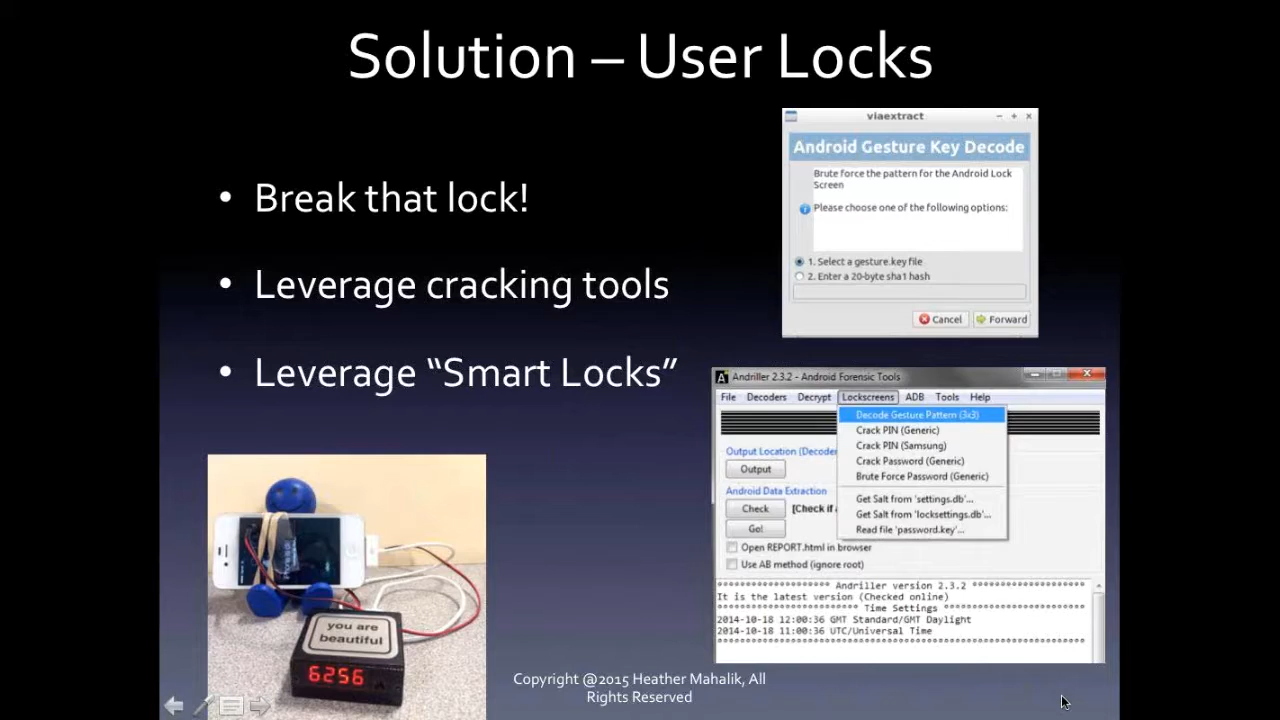 Solution – User Locks
• Break that lock!
• Leverage cracking tools
• Leverage “Smart Locks”
viaextract
Android Gesture Key Decode
Brute force the pattern for the Android Lock
Screen
Please choose one of the following options:
1. Select a gesture.key file
2. Enter a 20-byte sha1 hash
Cancel
Forward
Andriller 2.3.2 - Android Forensic Tools
File Decoders Decrypt Lockscreens ADB Tools Help
Decode Gesture Pattern (3x3)
Crack PIN (Generic)
Crack PIN (Samsung)
Crack Password (Generic)
Brute Force Password (Generic)
Get Salt from 'settings.db'...
Get Salt from 'locksettings.db'...
Read file 'password.key'...
Output Location (Decoder
Output
Android Data Extraction
Check [Check if
Go!
Open REPORT.html in browser
Use AB method (ignore root)
******************** Andriller version 2.3.2 ********************
It is the latest version (Checked online)
************************* Time Settings *************************
2014-10-18 12:00:36 GMT Standard/GMT Daylight
2014-10-18 11:00:36 UTC/Universal Time
you are
beautiful
6256
Copyright @2015 Heather Mahalik, All
Rights Reserved